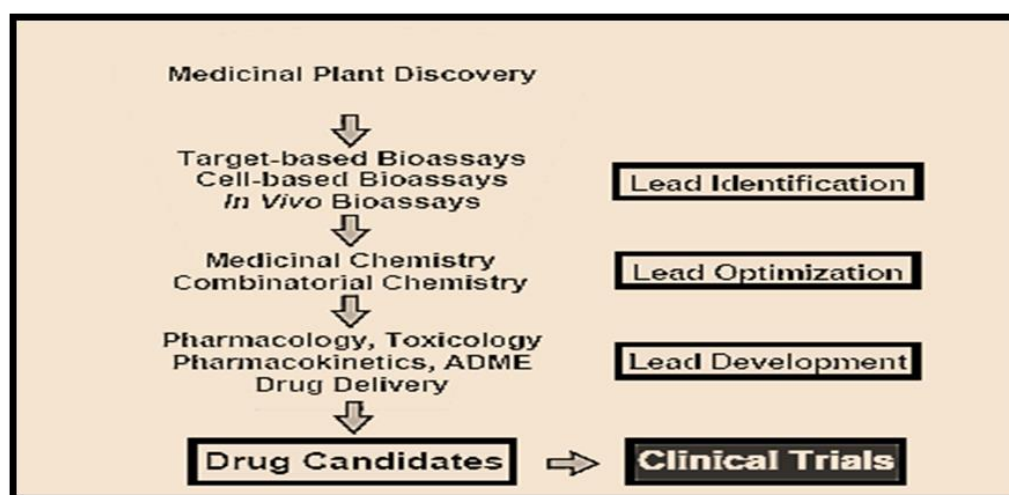 Medicinal Plant Discovery
Target-based Bioassays
Cell-based Bioassays
In Vivo Bioassays
Lead Identification
Medicinal Chemistry
Combinatorial Chemistry
Lead Optimization
Pharmacology, Toxicology
Pharmacokinetics, ADME
Drug Delivery
Lead Development
Drug Candidates
Clinical Trials